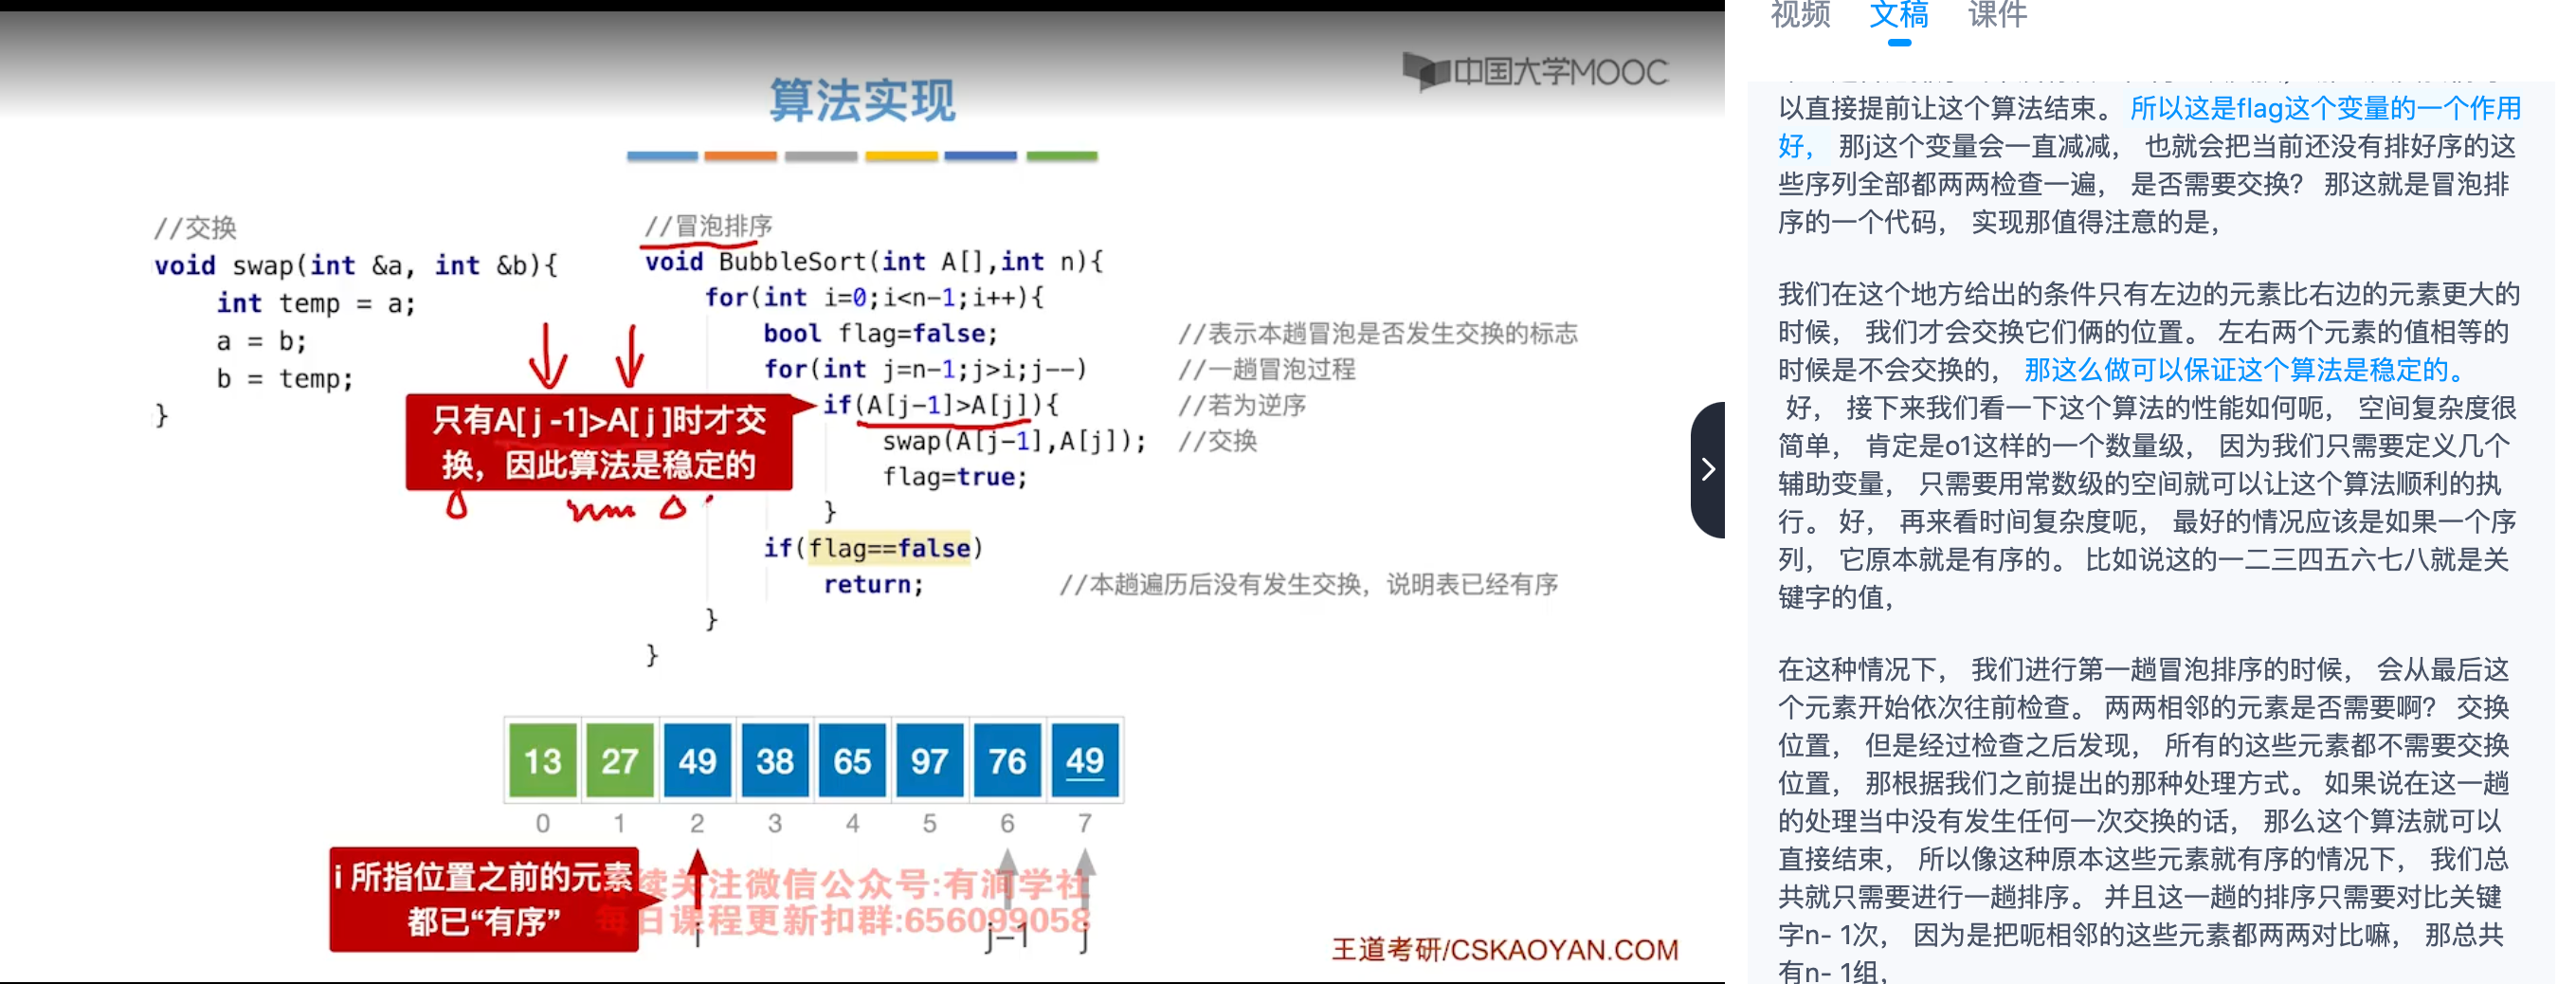 中国大学MOOC
算法实现
//交换
void swap(int &a, int &b){
int temp = a;
a = b;
b = temp;
}
//冒泡排序
void BubbleSort(int A[],int n){
for(int i=0;i<n-1;i++){
bool flag=false; //表示本趟冒泡是否发生交换的标志
for(int j=n-1;j>i;j--) //一趟冒泡过程
if(A[j-1]>A[j]){ //若为逆序
swap(A[j-1],A[j]); //交换
flag=true;
}
if(flag==false)
return; //本趟遍历后没有发生交换，说明表已经有序
}
}
只有A[ j -1]>A[ j ]时才交
换，因此算法是稳定的
13 27 49 38 65 97 76 49
0 1 2 3 4 5 6 7
i 所指位置之前的元素
都已“有序”
续关注微信公众号:有润学社
每日课程更新扣群:656099058
i j-1 j
王道考研/CSKAOYAN.COM
视频 文稿 课件
以直接提前让这个算法结束。 所以这是flag这个变量的一个作用
好， 那j这个变量会一直减减， 也就会把当前还没有排好序的这
些序列全部都两两检查一遍， 是否需要交换？ 那这就是冒泡排
序的一个代码， 实现那值得注意的是，
我们在这个地方给出的条件只有左边的元素比右边的元素更大的
时候， 我们才会交换它们俩的位置。 左右两个元素的值相等的
时候是不会交换的， 那这么做可以保证这个算法是稳定的。
好， 接下来我们看一下这个算法的性能如何呃， 空间复杂度很
简单， 肯定是o1这样的一个数量级， 因为我们只需要定义几个
辅助变量， 只需要用常数级的空间就可以让这个算法顺利的执
行。 好， 再来看时间复杂度呃， 最好的情况应该是如果一个序
列， 它原本就是有序的。 比如说这的一二三四五六七八就是关
键字的值，
在这种情况下， 我们进行第一趟冒泡排序的时候， 会从最后这
个元素开始依次往前检查。 两两相邻的元素是否需要啊？ 交换
位置， 但是经过检查之后发现， 所有的这些元素都不需要交换
位置， 那根据我们之前提出的那种处理方式。 如果说在这一趟
的处理当中没有发生任何一次交换的话， 那么这个算法就可以
直接结束， 所以像这种原本这些元素就有序的情况下， 我们总
共就只需要进行一趟排序。 并且这一趟的排序只需要对比关键
字n- 1次， 因为是把呃相邻的这些元素都两两对比嘛， 那总共
有n- 1组，